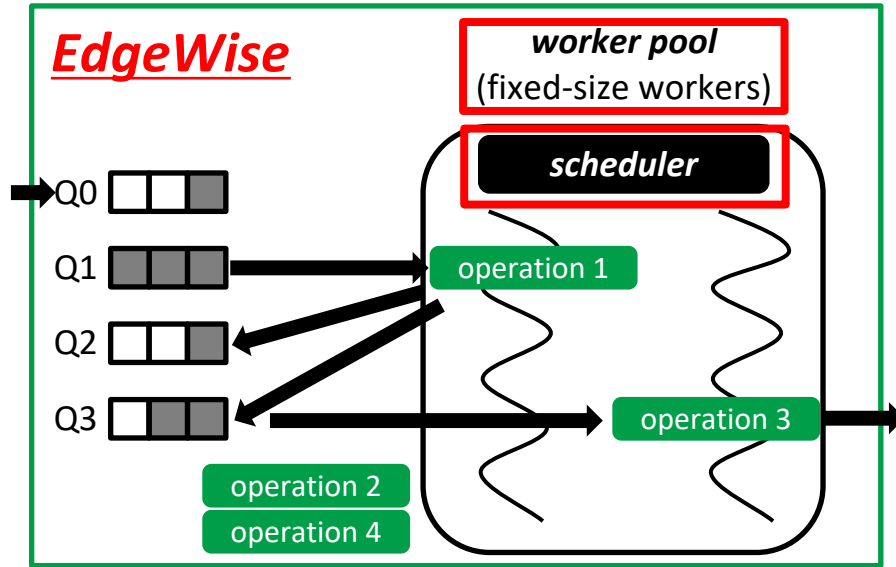 EdgeWise
worker pool
(fixed-size workers)
scheduler
Q0
Q1
operation 1
Q2
Q3
operation 3
operation 2
operation 4